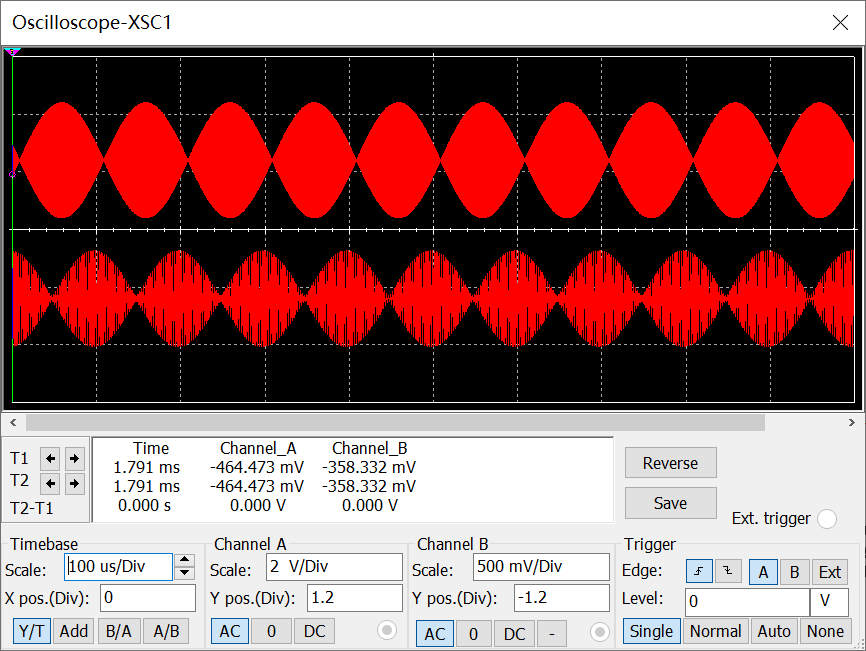 Oscilloscope-XSC1
Time Channel_A Channel_B
T1 1.791 ms -464.473 mV -358.332 mV
T2 1.791 ms -464.473 mV -358.332 mV
T2-T1 0.000 s 0.000 V 0.000 V
Reverse
Save
Ext. trigger
Timebase
Scale: 100 us/Div
X pos.(Div): 0
Y/T Add B/A A/B
Channel A
Scale: 2 V/Div
Y pos.(Div): 1.2
AC 0 DC
Channel B
Scale: 500 mV/Div
Y pos.(Div): -1.2
AC 0 DC -
Trigger
Edge: A B Ext
Level: 0 V
Single Normal Auto None